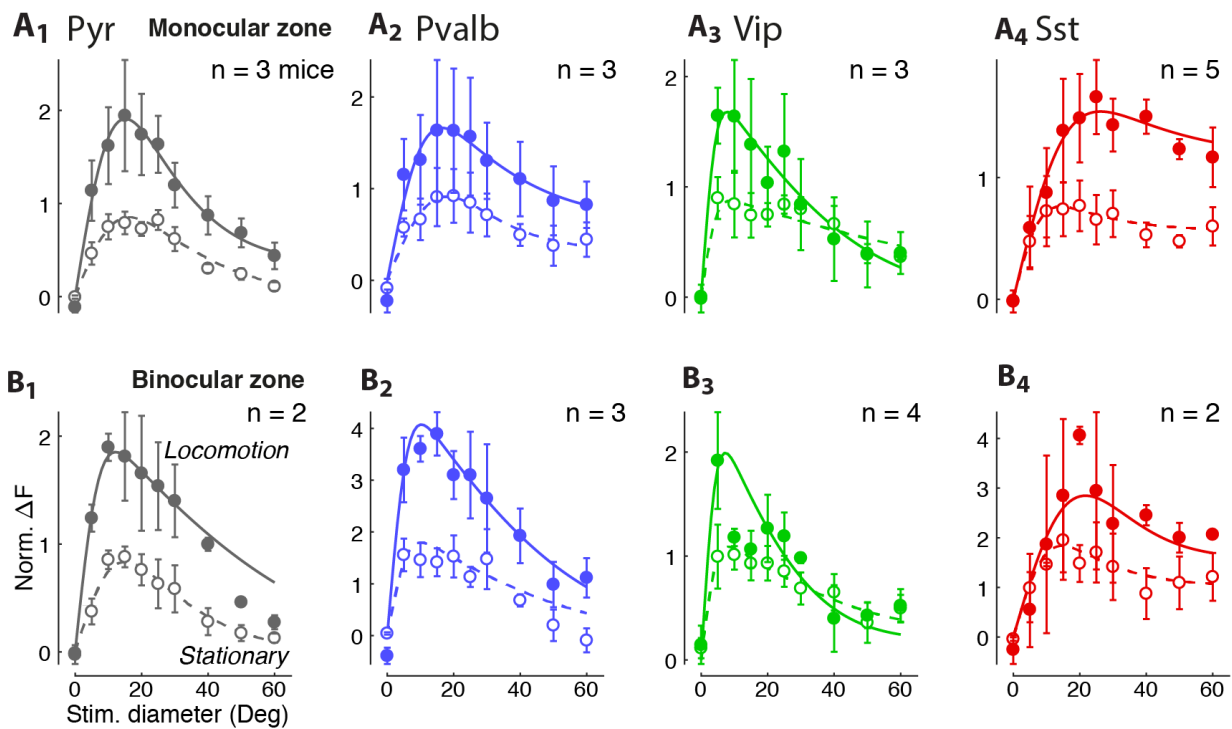 A1 Pyr Monocular zone
n = 3 mice
A2 Pvalb
n = 3
A3 Vip
n = 3
A4 Sst
n = 5
2
1
0
2
1
0
2
1
0
1
0
B1 Binocular zone
n = 2
B2
n = 3
B3
n = 4
B4
n = 2
Locomotion
Stationary
Norm. ΔF
2
1
0
4
3
2
1
0
2
1
0
4
3
2
1
0
0 20 40 60
0 20 40 60
0 20 40 60
0 20 40 60
Stim. diameter (Deg)